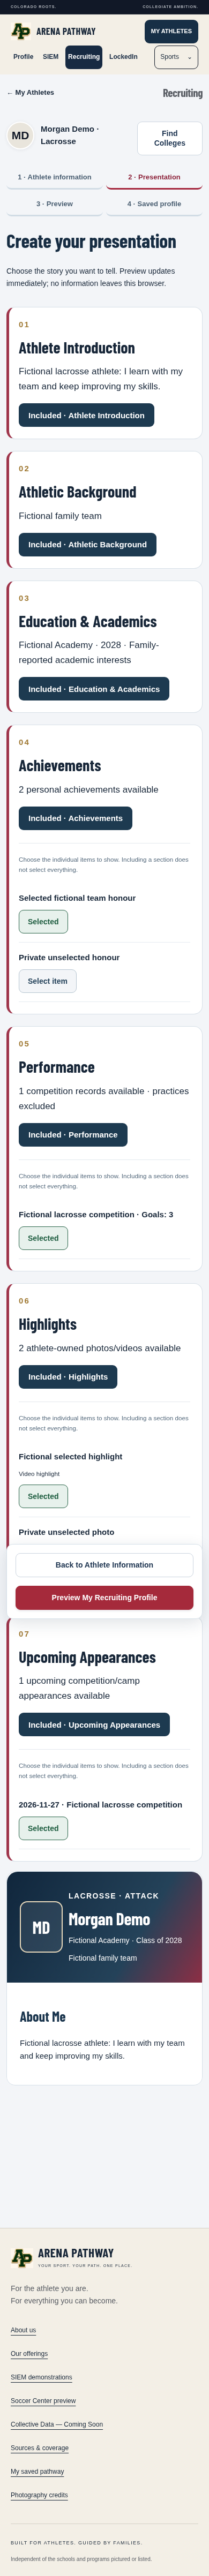 COLORADO ROOTS. COLLEGIATE AMBITION.
AP ARENA PATHWAY MY ATHLETES
Profile SIEM Recruiting LockedIn Sports
← My Athletes Recruiting
MD Morgan Demo ·
Lacrosse
Find
Colleges
1 · Athlete information 2 · Presentation
3 · Preview 4 · Saved profile
Create your presentation
Choose the story you want to tell. Preview updates
immediately; no information leaves this browser.
01
Athlete Introduction
Fictional lacrosse athlete: I learn with my
team and keep improving my skills.
Included · Athlete Introduction
02
Athletic Background
Fictional family team
Included · Athletic Background
03
Education & Academics
Fictional Academy · 2028 · Family-
reported academic interests
Included · Education & Academics
04
Achievements
2 personal achievements available
Included · Achievements
Choose the individual items to show. Including a section does
not select everything.
Selected fictional team honour
Selected
Private unselected honour
Select item
05
Performance
1 competition records available · practices
excluded
Included · Performance
Choose the individual items to show. Including a section does
not select everything.
Fictional lacrosse competition · Goals: 3
Selected
06
Highlights
2 athlete-owned photos/videos available
Included · Highlights
Choose the individual items to show. Including a section does
not select everything.
Fictional selected highlight
Video highlight
Selected
Private unselected photo
Back to Athlete Information
Preview My Recruiting Profile
07
Upcoming Appearances
1 upcoming competition/camp
appearances available
Included · Upcoming Appearances
Choose the individual items to show. Including a section does
not select everything.
2026-11-27 · Fictional lacrosse competition
Selected
LACROSSE · ATTACK
MD Morgan Demo
Fictional Academy · Class of 2028
Fictional family team
About Me
Fictional lacrosse athlete: I learn with my team
and keep improving my skills.
AP ARENA PATHWAY
YOUR SPORT. YOUR PATH. ONE PLACE.
For the athlete you are.
For everything you can become.
About us
Our offerings
SIEM demonstrations
Soccer Center preview
Collective Data — Coming Soon
Sources & coverage
My saved pathway
Photography credits
BUILT FOR ATHLETES. GUIDED BY FAMILIES.
Independent of the schools and programs pictured or listed.